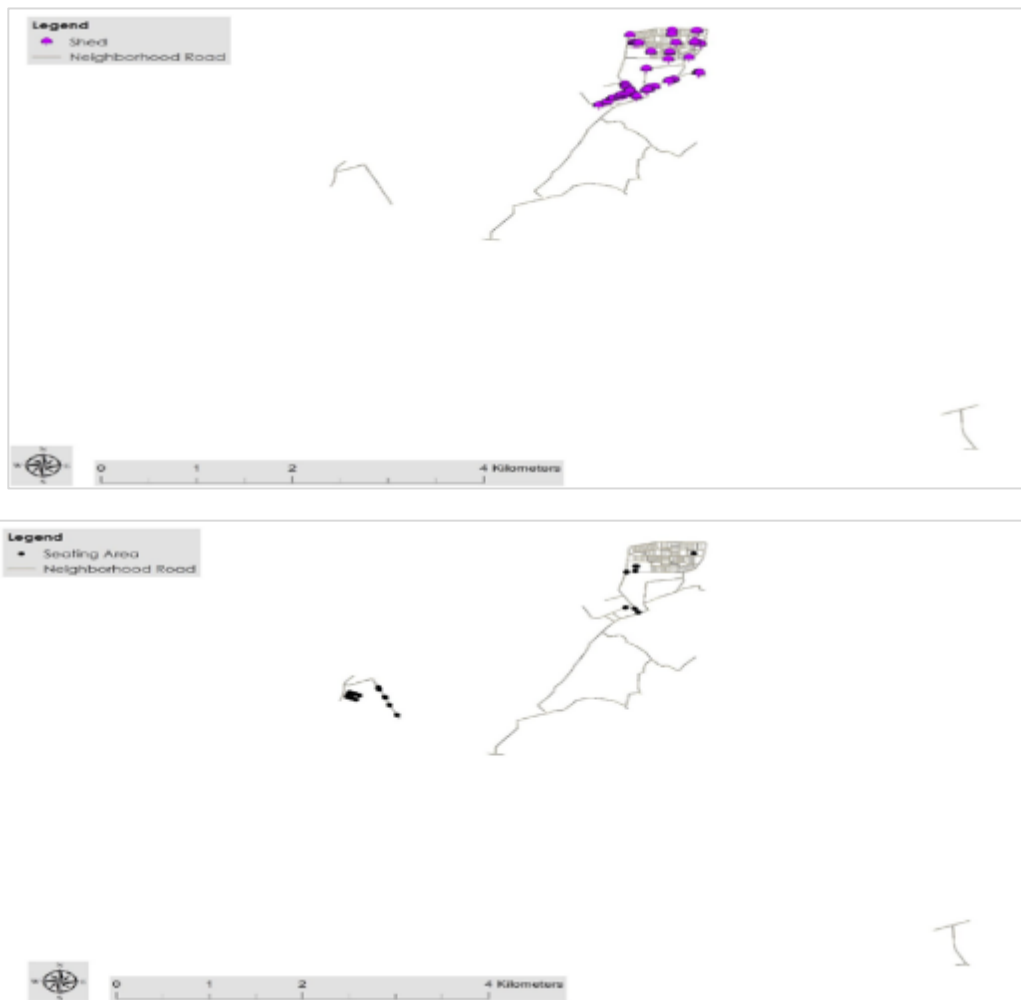 Legend
Shed
Neighborhood Road
0 1 2 4 Kilometers
Legend
Seating Area
Neighborhood Road
0 1 2 4 Kilometers